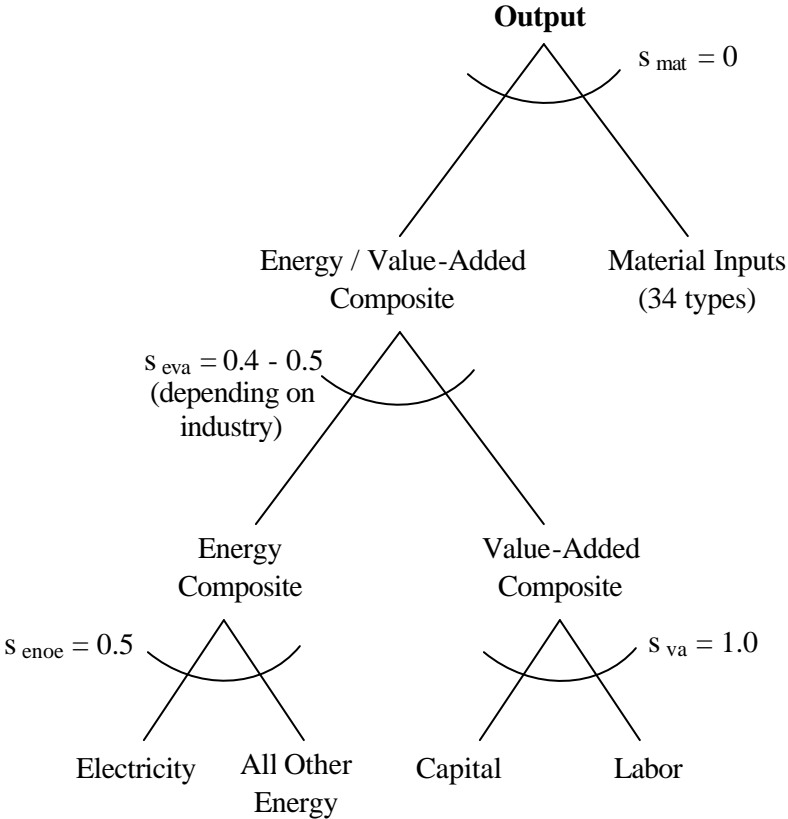 Output
s mat = 0
Energy / Value-Added
Composite
Material Inputs
(34 types)
s eva = 0.4 - 0.5
(depending on
industry)
Energy
Composite
Value-Added
Composite
s enoe = 0.5
s va = 1.0
Electricity
All Other
Energy
Capital
Labor